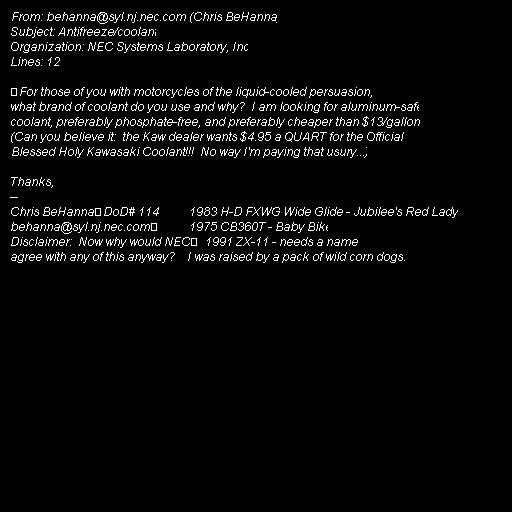 From: behanna@syl.nj.nec.com (Chris BeHanna)
Subject: Antifreeze/coolant
Organization: NEC Systems Laboratory, Inc
Lines: 12

For those of you with motorcycles of the liquid-cooled persuasion,
what brand of coolant do you use and why?  I am looking for aluminum-safe
coolant, preferably phosphate-free, and preferably cheaper than $13/gallon.
(Can you believe it:  the Kaw dealer wants $4.95 a QUART for the Official
Blessed Holy Kawasaki Coolant!!!  No way I'm paying that usury...)

Thanks,
--
Chris BeHanna DoD# 114          1983 H-D FXWG Wide Glide - Jubilee's Red Lady
behanna@syl.nj.nec.com          1975 CB360T - Baby Bike
Disclaimer:  Now why would NEC   1991 ZX-11 - needs a name
agree with any of this anyway?    I was raised by a pack of wild corn dogs.